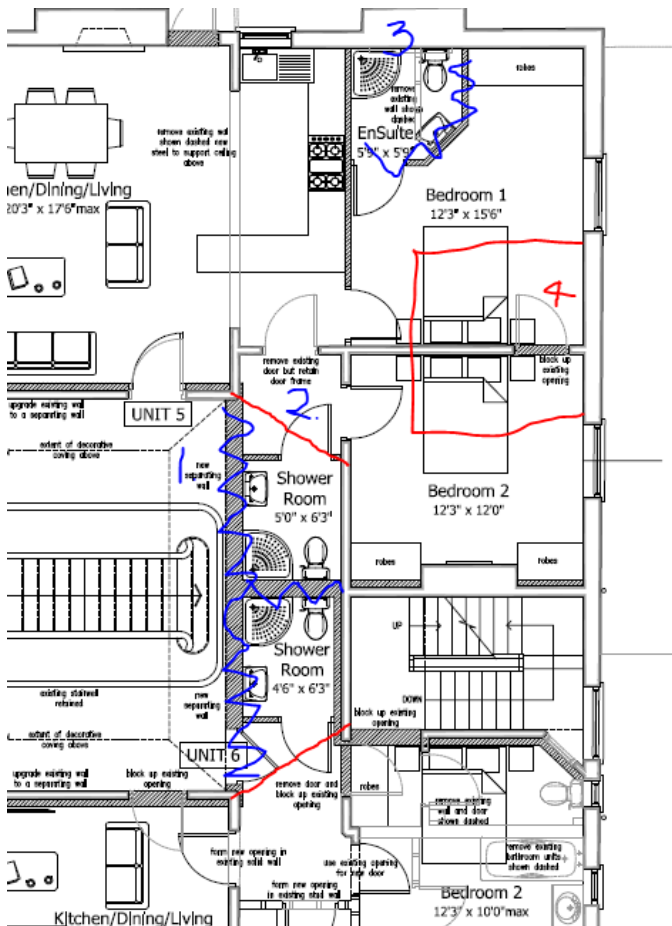 3
robes
remove
existing
wall shown
dashed
EnSuite
5'9" x 5'9"
remove existing wall
shown dashed new
steel to support ceiling
above
hen/Dining/Living
20'3" x 17'6"max
Bedroom 1
12'3" x 15'6"
4
remove existing
door but retain
door frame
block up
existing
opening
UNIT 5
upgrade existing wall
to a separating wall
2.
extent of decorative
coving above
1
new
separating
wall
Shower
Room
5'0" x 6'3"
Bedroom 2
12'3" x 12'0"
robes
robes
Shower
Room
4'6" x 6'3"
UP
DOWN
existing stairwell
retained
new
separating
wall
block up existing
opening
extent of decorative
coving above
UNIT 6
upgrade existing wall
to a separating wall
block up existing
opening
remove door and
block up existing
opening
robes
remove existing
wall and door
shown dashed
remove existing
bathroom units
shown dashed
form new opening in
existing solid wall
use existing opening
for new door
form new opening
in existing stud wall
Kitchen/Dining/Living
Bedroom 2
12'3" x 10'0"max